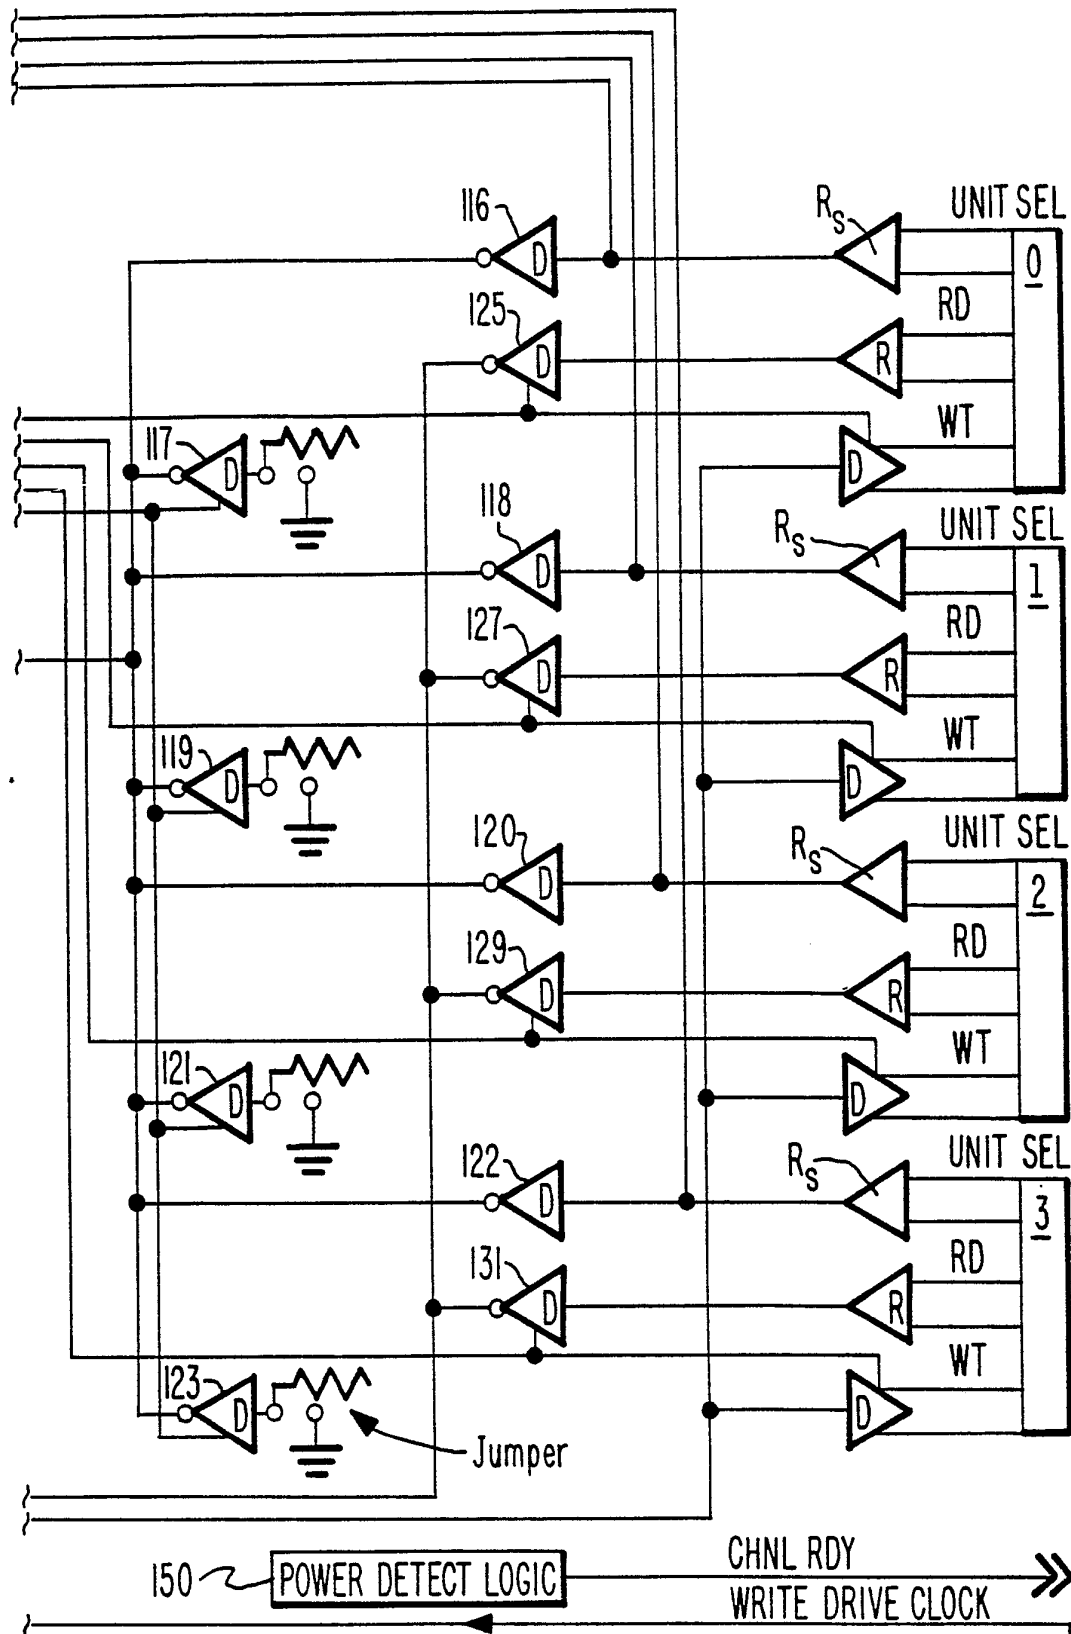 116
D
R_S
UNIT SEL
0
125
D
R
RD
117
D
D
WT
118
D
R_S
UNIT SEL
1
127
D
R
RD
119
D
D
WT
120
D
R_S
UNIT SEL
2
129
D
R
RD
121
D
D
WT
122
D
R_S
UNIT SEL
3
131
D
R
RD
123
D
D
WT
Jumper
150 POWER DETECT LOGIC CHNL RDY
WRITE DRIVE CLOCK